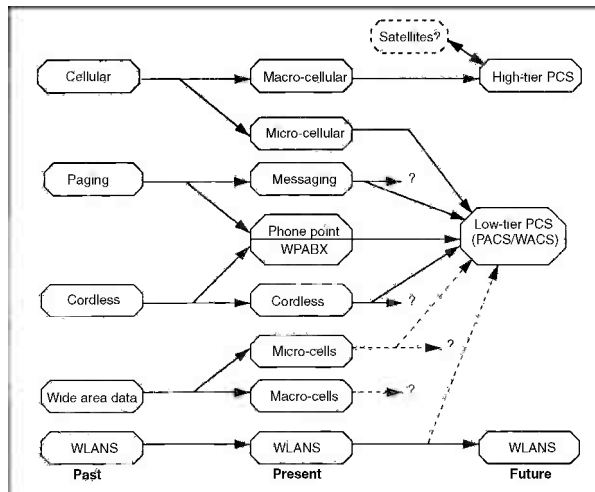 Satellites?
Cellular
Macro-cellular
High-tier PCS
Micro-cellular
Paging
Messaging
?
Phone point
WPABX
Low-tier PCS
(PACS/WACS)
Cordless
Cordless
?
Micro-cells
?
Wide area data
Macro-cells
?
WLANS
WLANS
WLANS
Past
Present
Future